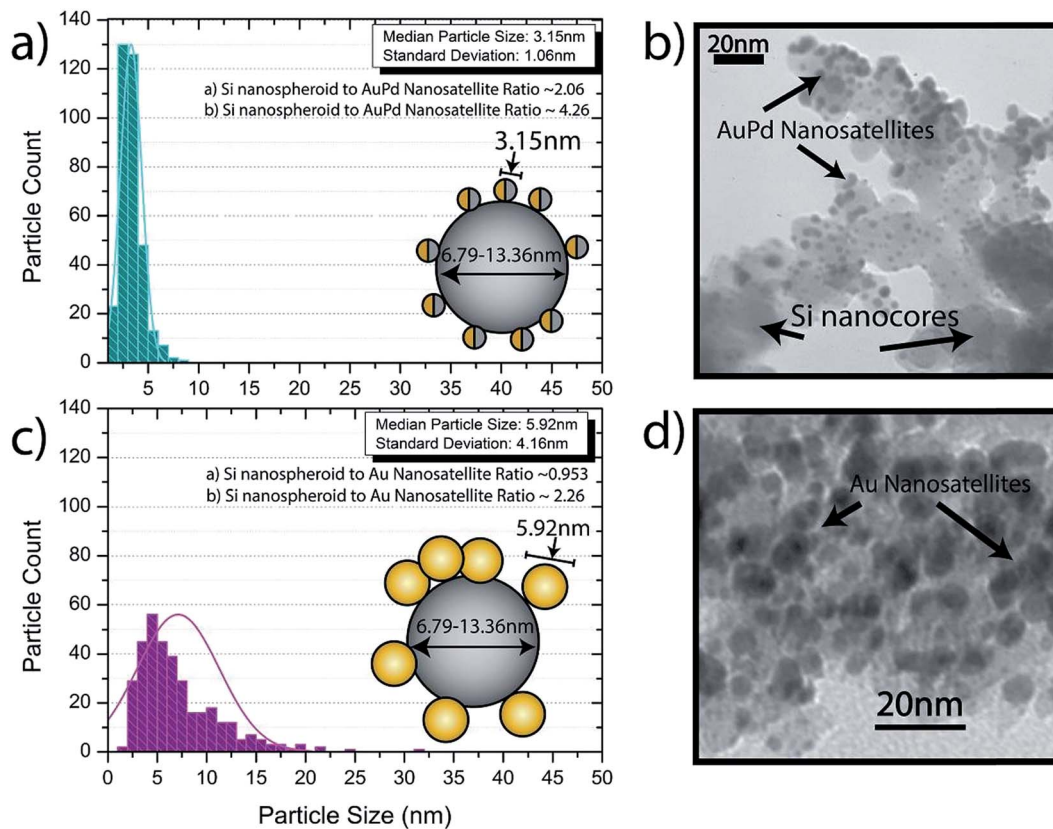 a)
Median Particle Size: 3.15nm
Standard Deviation: 1.06nm
a) Si nanospheroid to AuPd Nanosatellite Ratio ~2.06
b) Si nanospheroid to AuPd Nanosatellite Ratio ~ 4.26
3.15nm
6.79-13.36nm
Particle Count
140
120
100
80
60
40
20
0
5 10 15 20 25 30 35 40 45 50
b)
20nm
AuPd Nanosatellites
Si nanocores
c)
Median Particle Size: 5.92nm
Standard Deviation: 4.16nm
a) Si nanospheroid to Au Nanosatellite Ratio ~0.953
b) Si nanospheroid to Au Nanosatellite Ratio ~ 2.26
5.92nm
6.79-13.36nm
Particle Count
140
120
100
80
60
40
20
0
0 5 10 15 20 25 30 35 40 45 50
Particle Size (nm)
d)
Au Nanosatellites
20nm